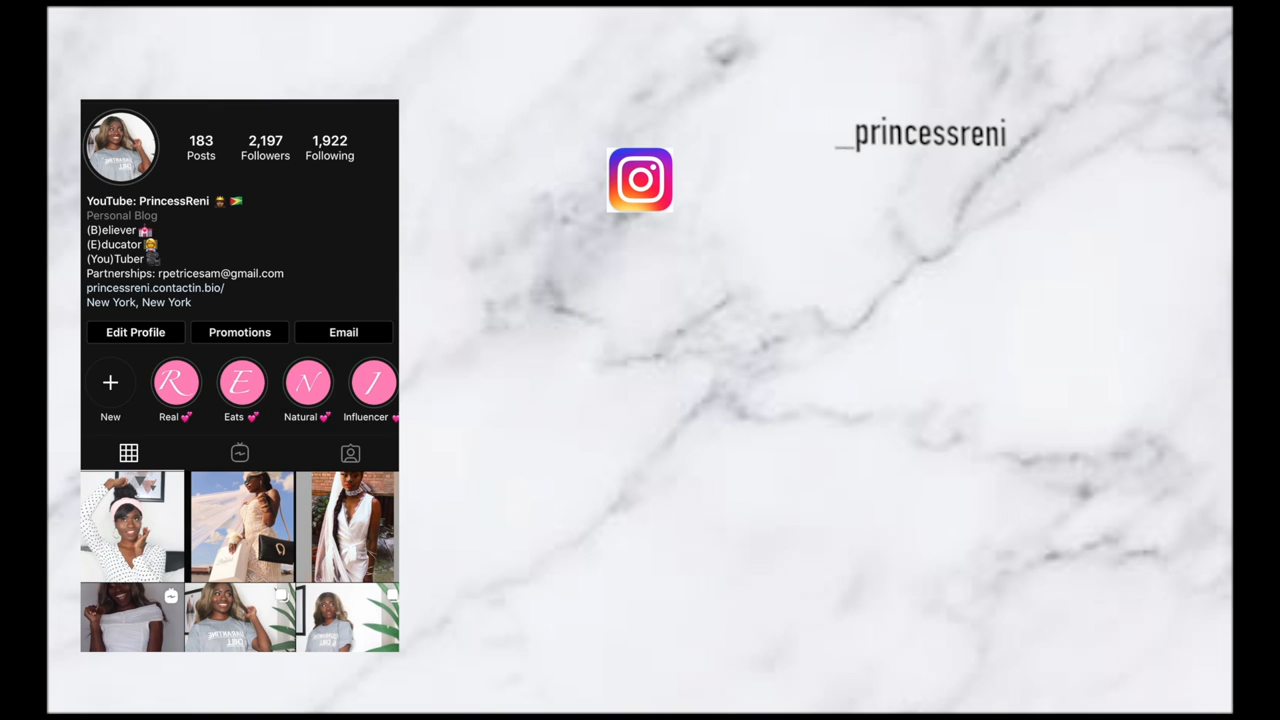 _princessreni
183 2,197 1,922
Posts Followers Following
YouTube: PrincessReni
Personal Blog
(B)eliever
(E)ducator
(You)Tuber
Partnerships: rpetricesam@gmail.com
princessreni.contactin.bio/
New York, New York
Edit Profile Promotions Email
R E N I
New Real Eats Natural Influencer